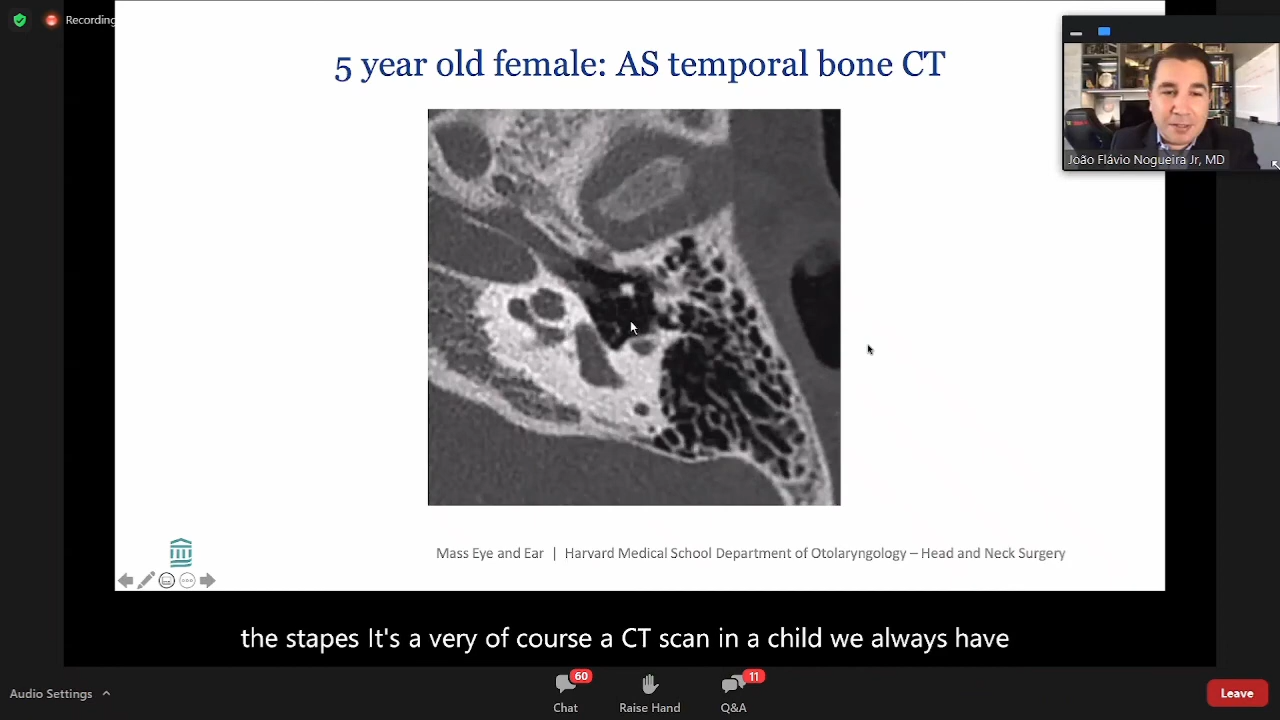 Recording
5 year old female: AS temporal bone CT
João Flávio Nogueira Jr, MD
Mass Eye and Ear | Harvard Medical School Department of Otolaryngology – Head and Neck Surgery
the stapes It's a very of course a CT scan in a child we always have
Audio Settings
60
Chat
Raise Hand
11
Q&A
Leave